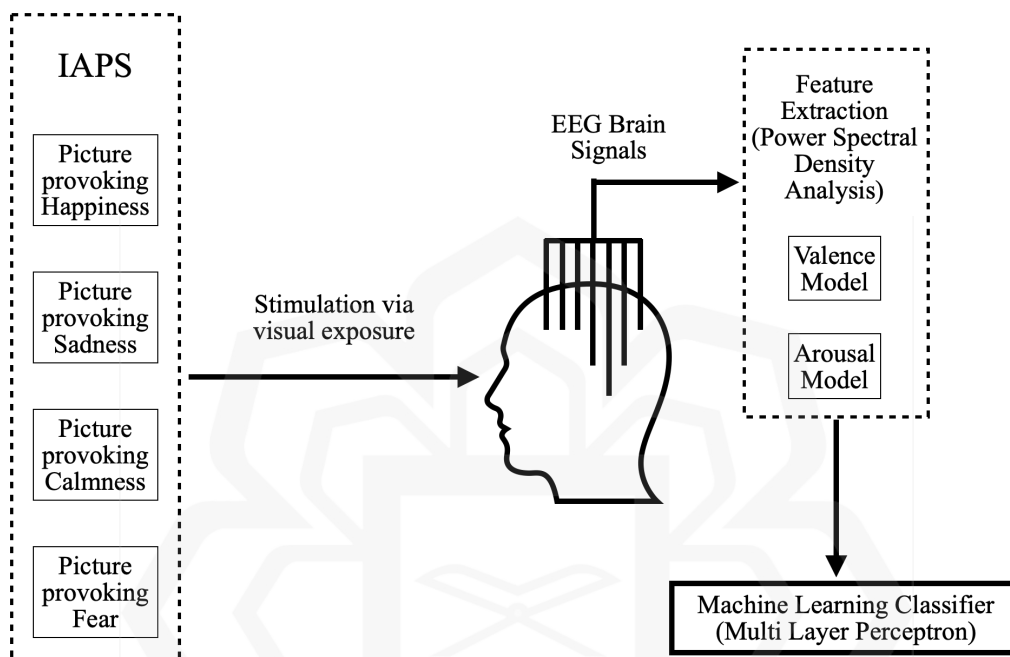 IAPS
Picture
provoking
Happiness
Picture
provoking
Sadness
Picture
provoking
Calmness
Picture
provoking
Fear
Stimulation via
visual exposure
EEG Brain
Signals
Feature
Extraction
(Power Spectral
Density
Analysis)
Valence
Model
Arousal
Model
Machine Learning Classifier
(Multi Layer Perceptron)